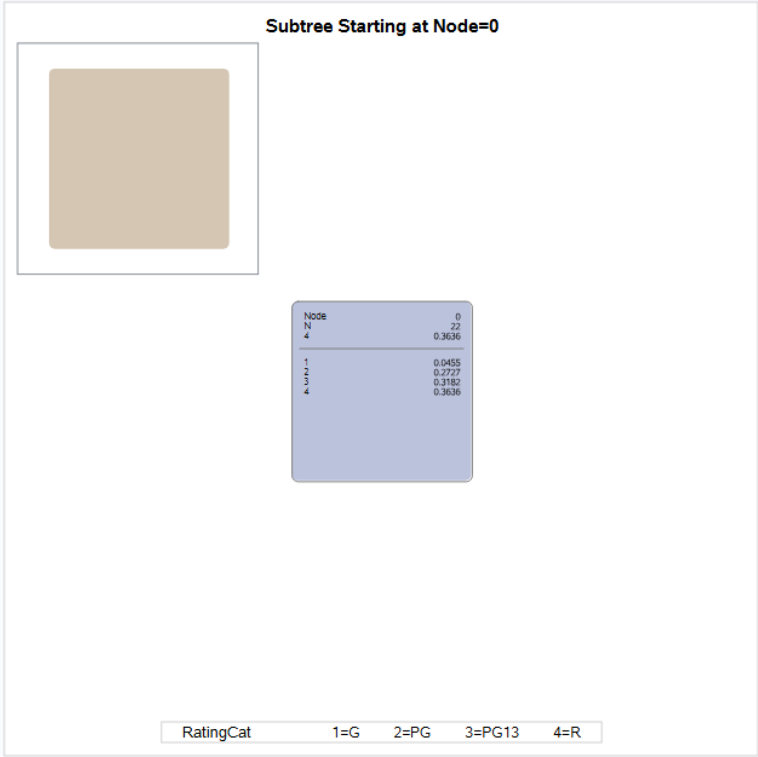 Subtree Starting at Node=0
Node 0
N 22
4 0.3636
1 0.0455
2 0.2727
3 0.3182
4 0.3636
RatingCat 1=G 2=PG 3=PG13 4=R